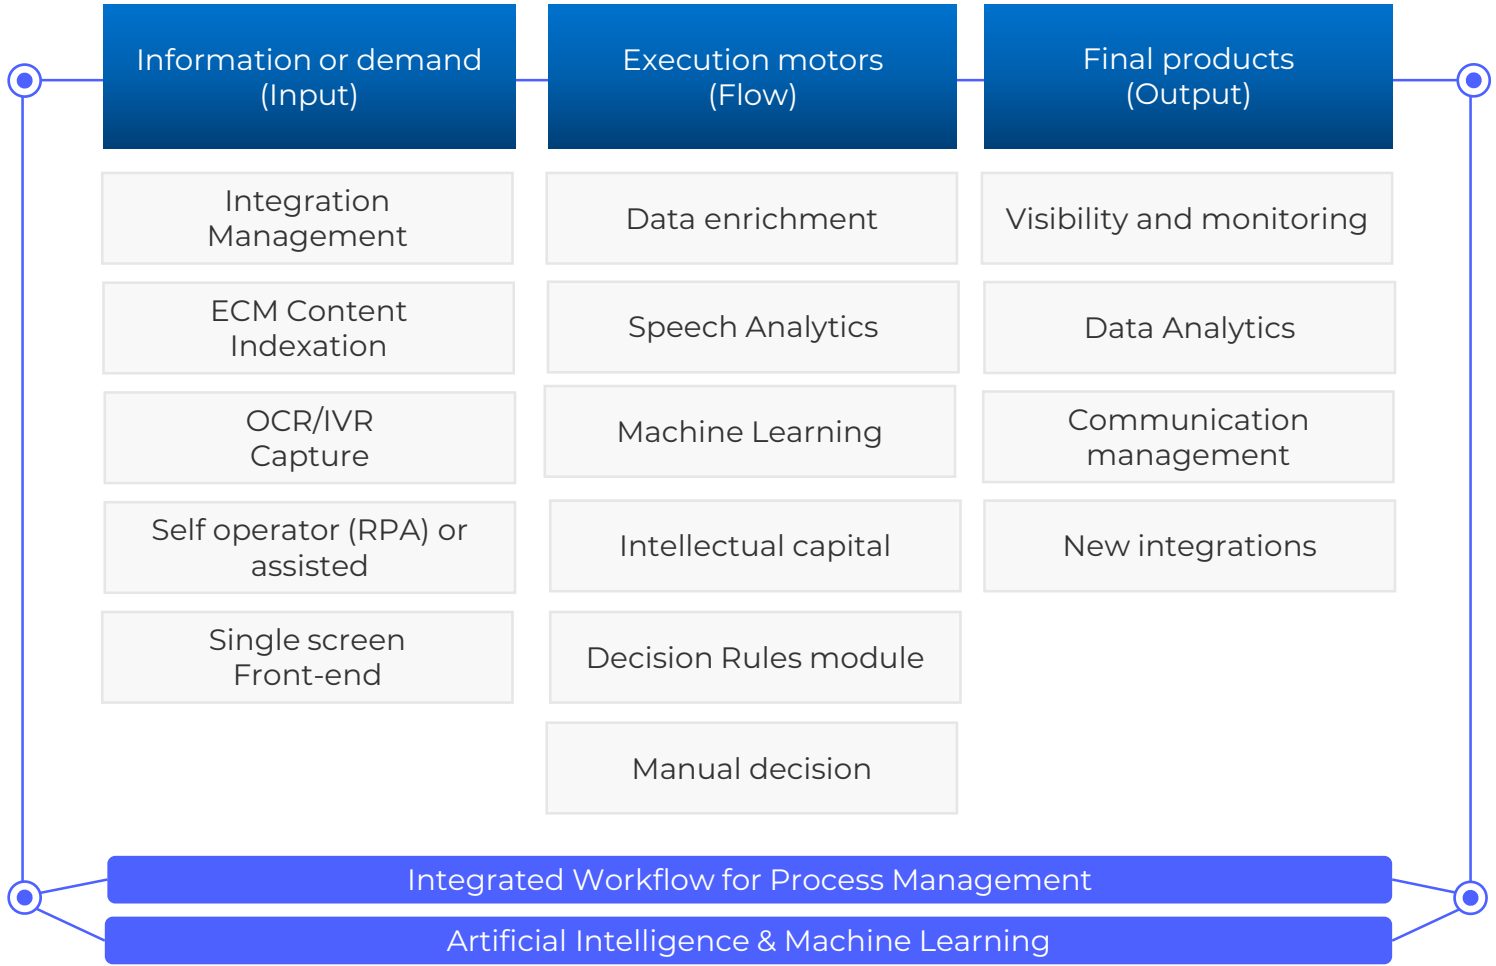 Information or demand
(Input)
Execution motors
(Flow)
Final products
(Output)
Integration
Management
ECM Content
Indexation
OCR/IVR
Capture
Self operator (RPA) or
assisted
Single screen
Front-end
Data enrichment
Speech Analytics
Machine Learning
Intellectual capital
Decision Rules module
Manual decision
Visibility and monitoring
Data Analytics
Communication
management
New integrations
Integrated Workflow for Process Management
Artificial Intelligence & Machine Learning